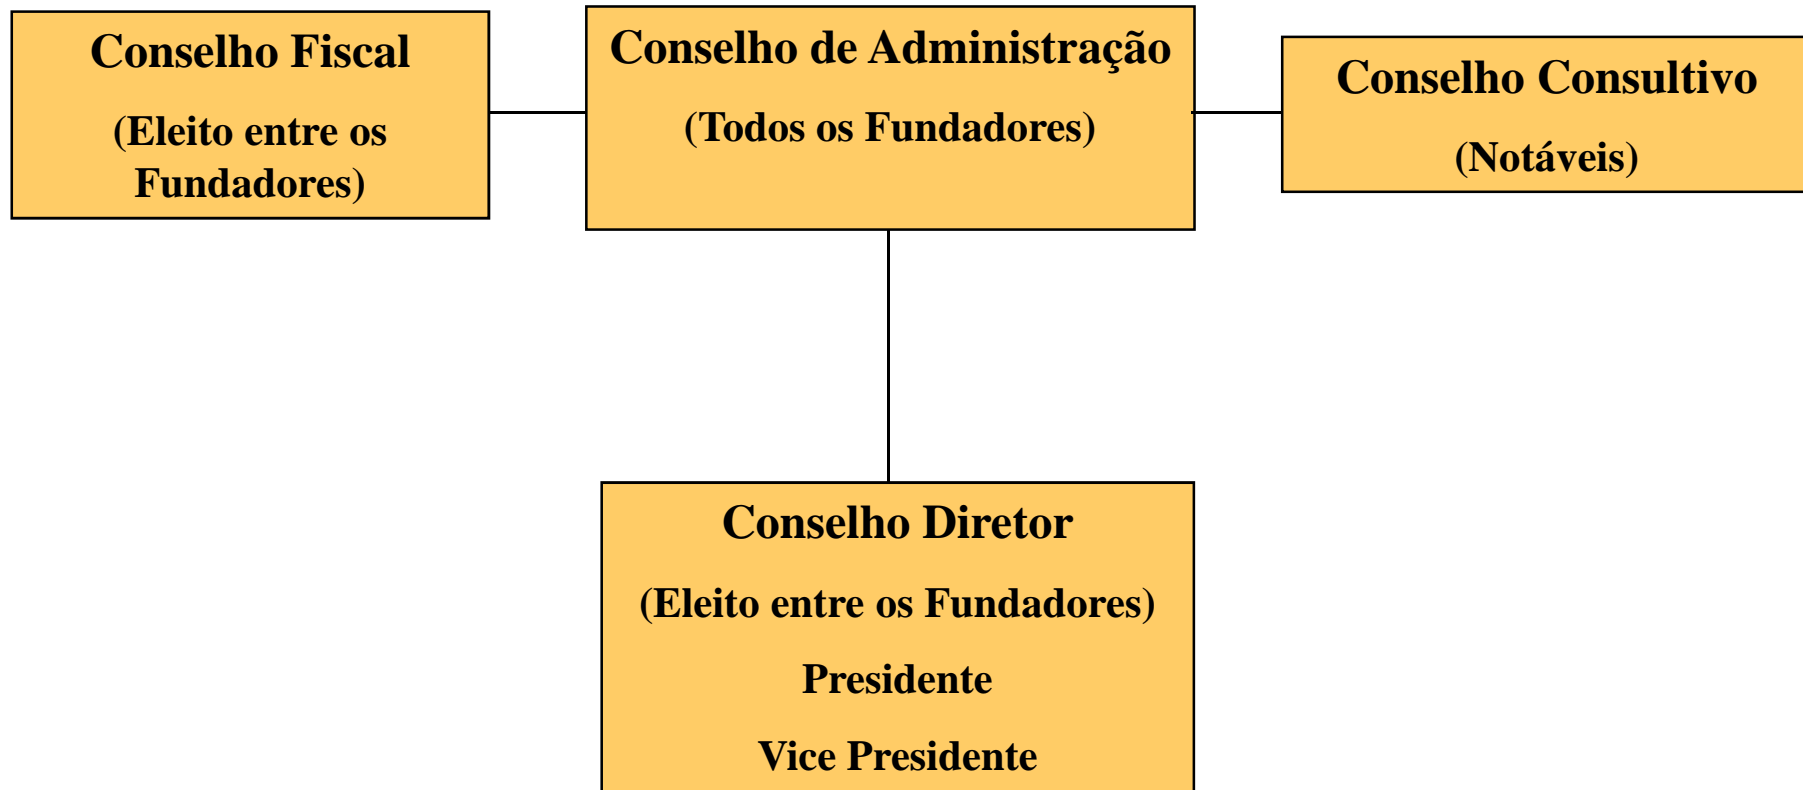 Conselho Fiscal
(Eleito entre os
Fundadores)
Conselho de Administração
(Todos os Fundadores)
Conselho Consultivo
(Notáveis)
Conselho Diretor
(Eleito entre os Fundadores)
Presidente
Vice Presidente